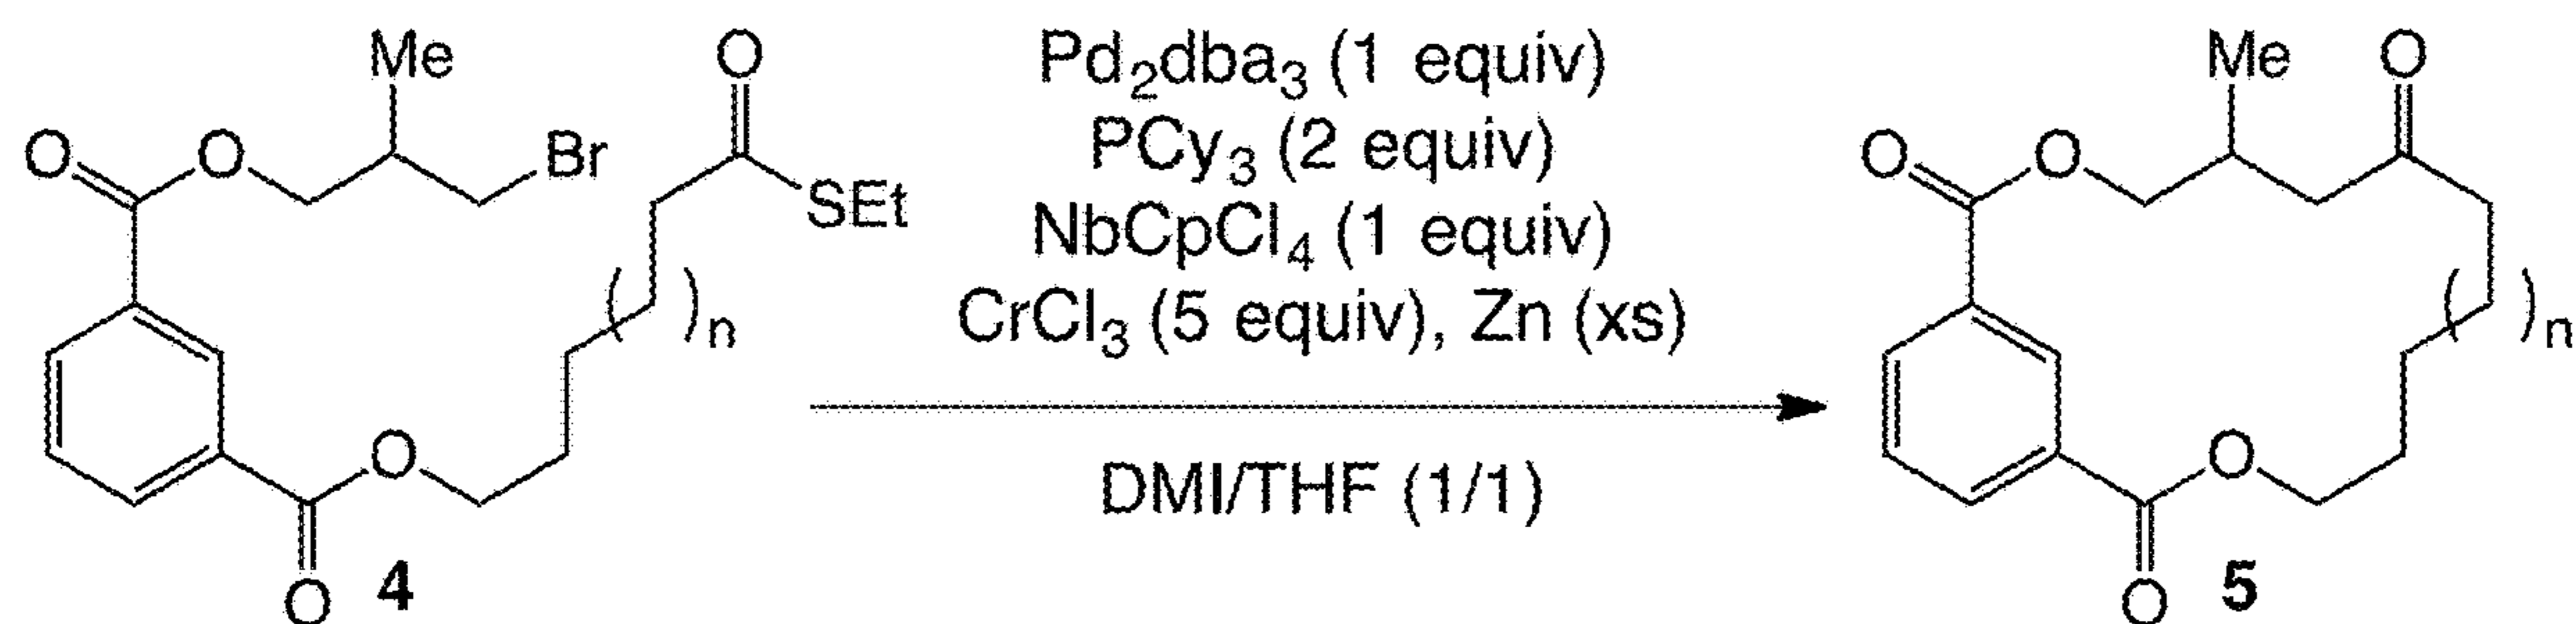 Me
O
O
O
Br
SEt
( )n
O
O
4
Pd2dba3 (1 equiv)
PCy3 (2 equiv)
NbCpCl4 (1 equiv)
CrCl3 (5 equiv), Zn (xs)
DMI/THF (1/1)
Me
O
O
O
( )n
O
O
5